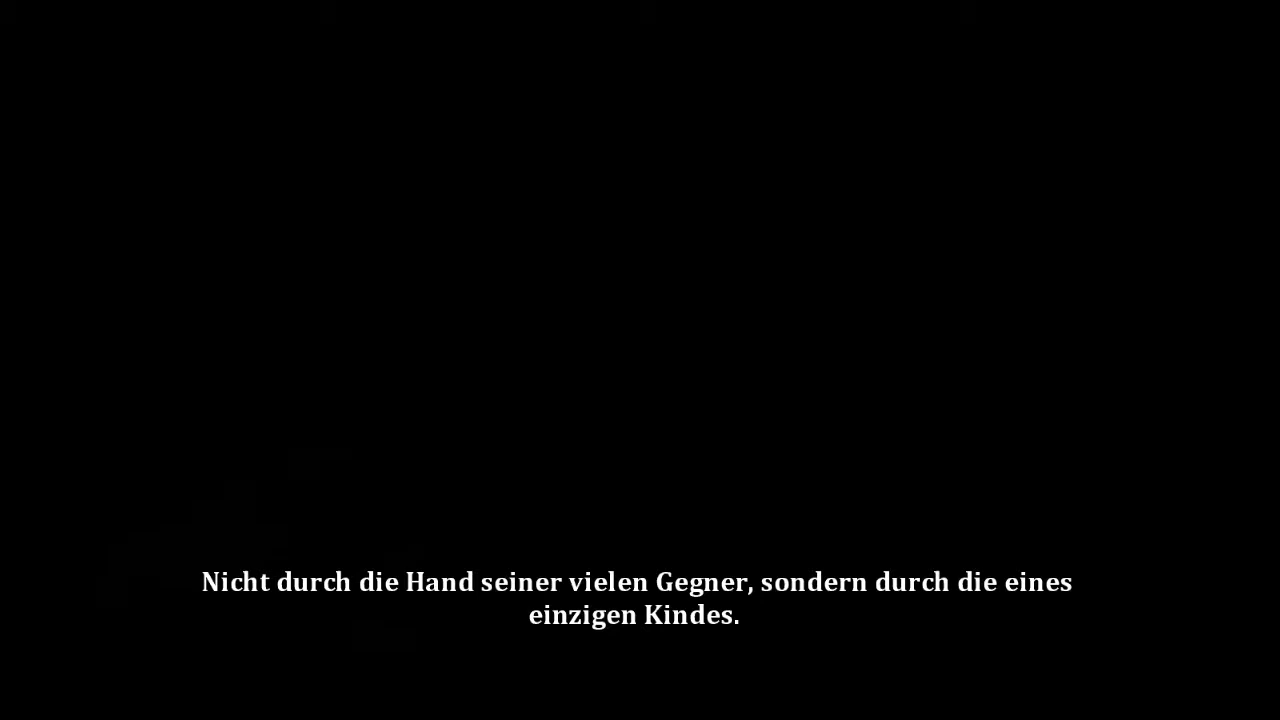 Nicht durch die Hand seiner vielen Gegner, sondern durch die eines
einzigen Kindes.